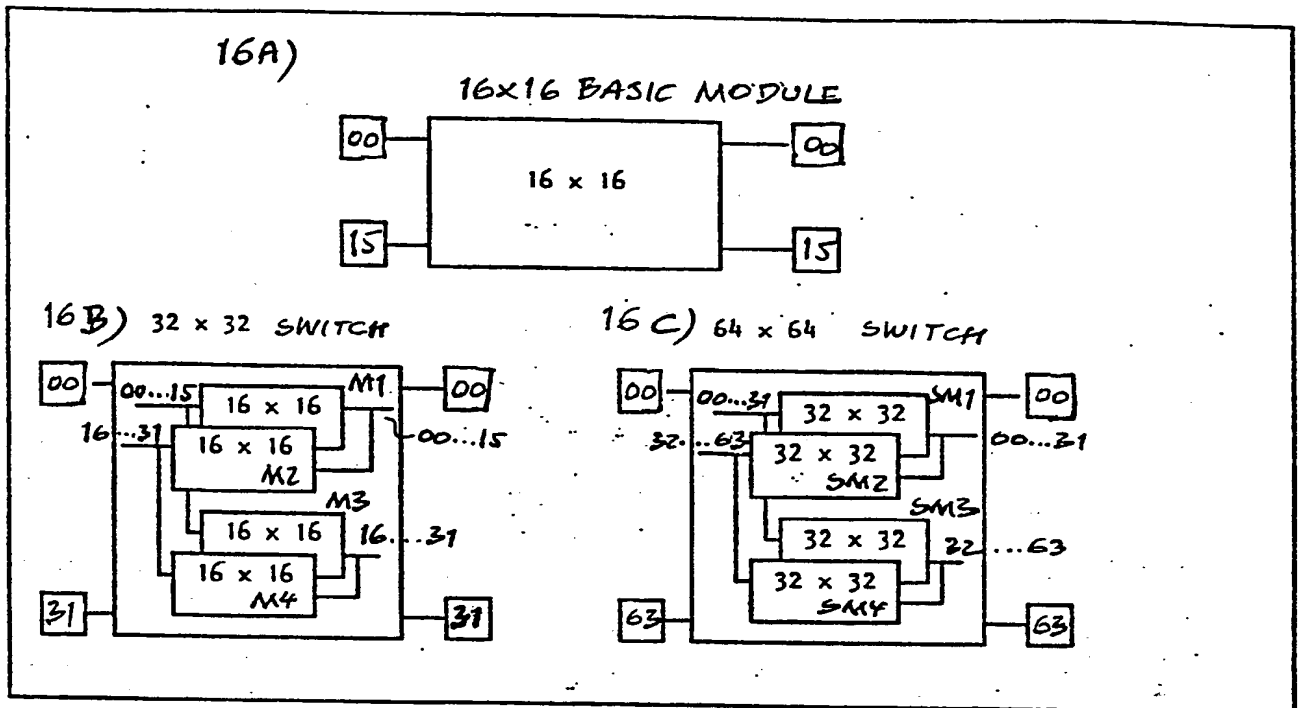 16A)
16x16 BASIC MODULE
00
00
16 x 16
15
15
16B) 32 x 32 SWITCH
00
00
00...15
M1
16 x 16
16...31
16 x 16
00...15
M2
M3
16 x 16
16...31
16 x 16
M4
31
31
16C) 64 x 64 SWITCH
00
00
00...31
SM1
32 x 32
32...63
32 x 32
00...31
SM2
SM3
32 x 32
32...63
32 x 32
SM4
63
63